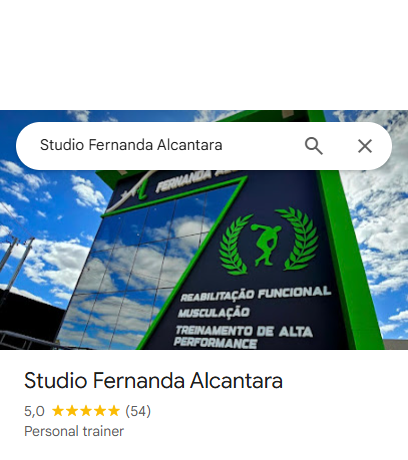 Studio Fernanda Alcantara
FERNANDA
REABILITAÇÃO FUNCIONAL
MUSCULAÇÃO
TREINAMENTO DE ALTA
PERFORMANCE
Studio Fernanda Alcantara
5,0 ★★★★★ (54)
Personal trainer